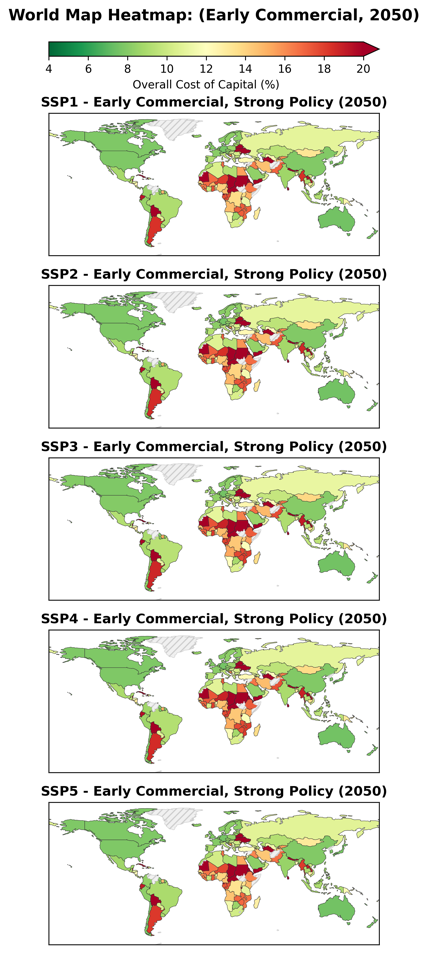 World Map Heatmap: (Early Commercial, 2050)
4 6 8 10 12 14 16 18 20
Overall Cost of Capital (%)
SSP1 - Early Commercial, Strong Policy (2050)
SSP2 - Early Commercial, Strong Policy (2050)
SSP3 - Early Commercial, Strong Policy (2050)
SSP4 - Early Commercial, Strong Policy (2050)
SSP5 - Early Commercial, Strong Policy (2050)